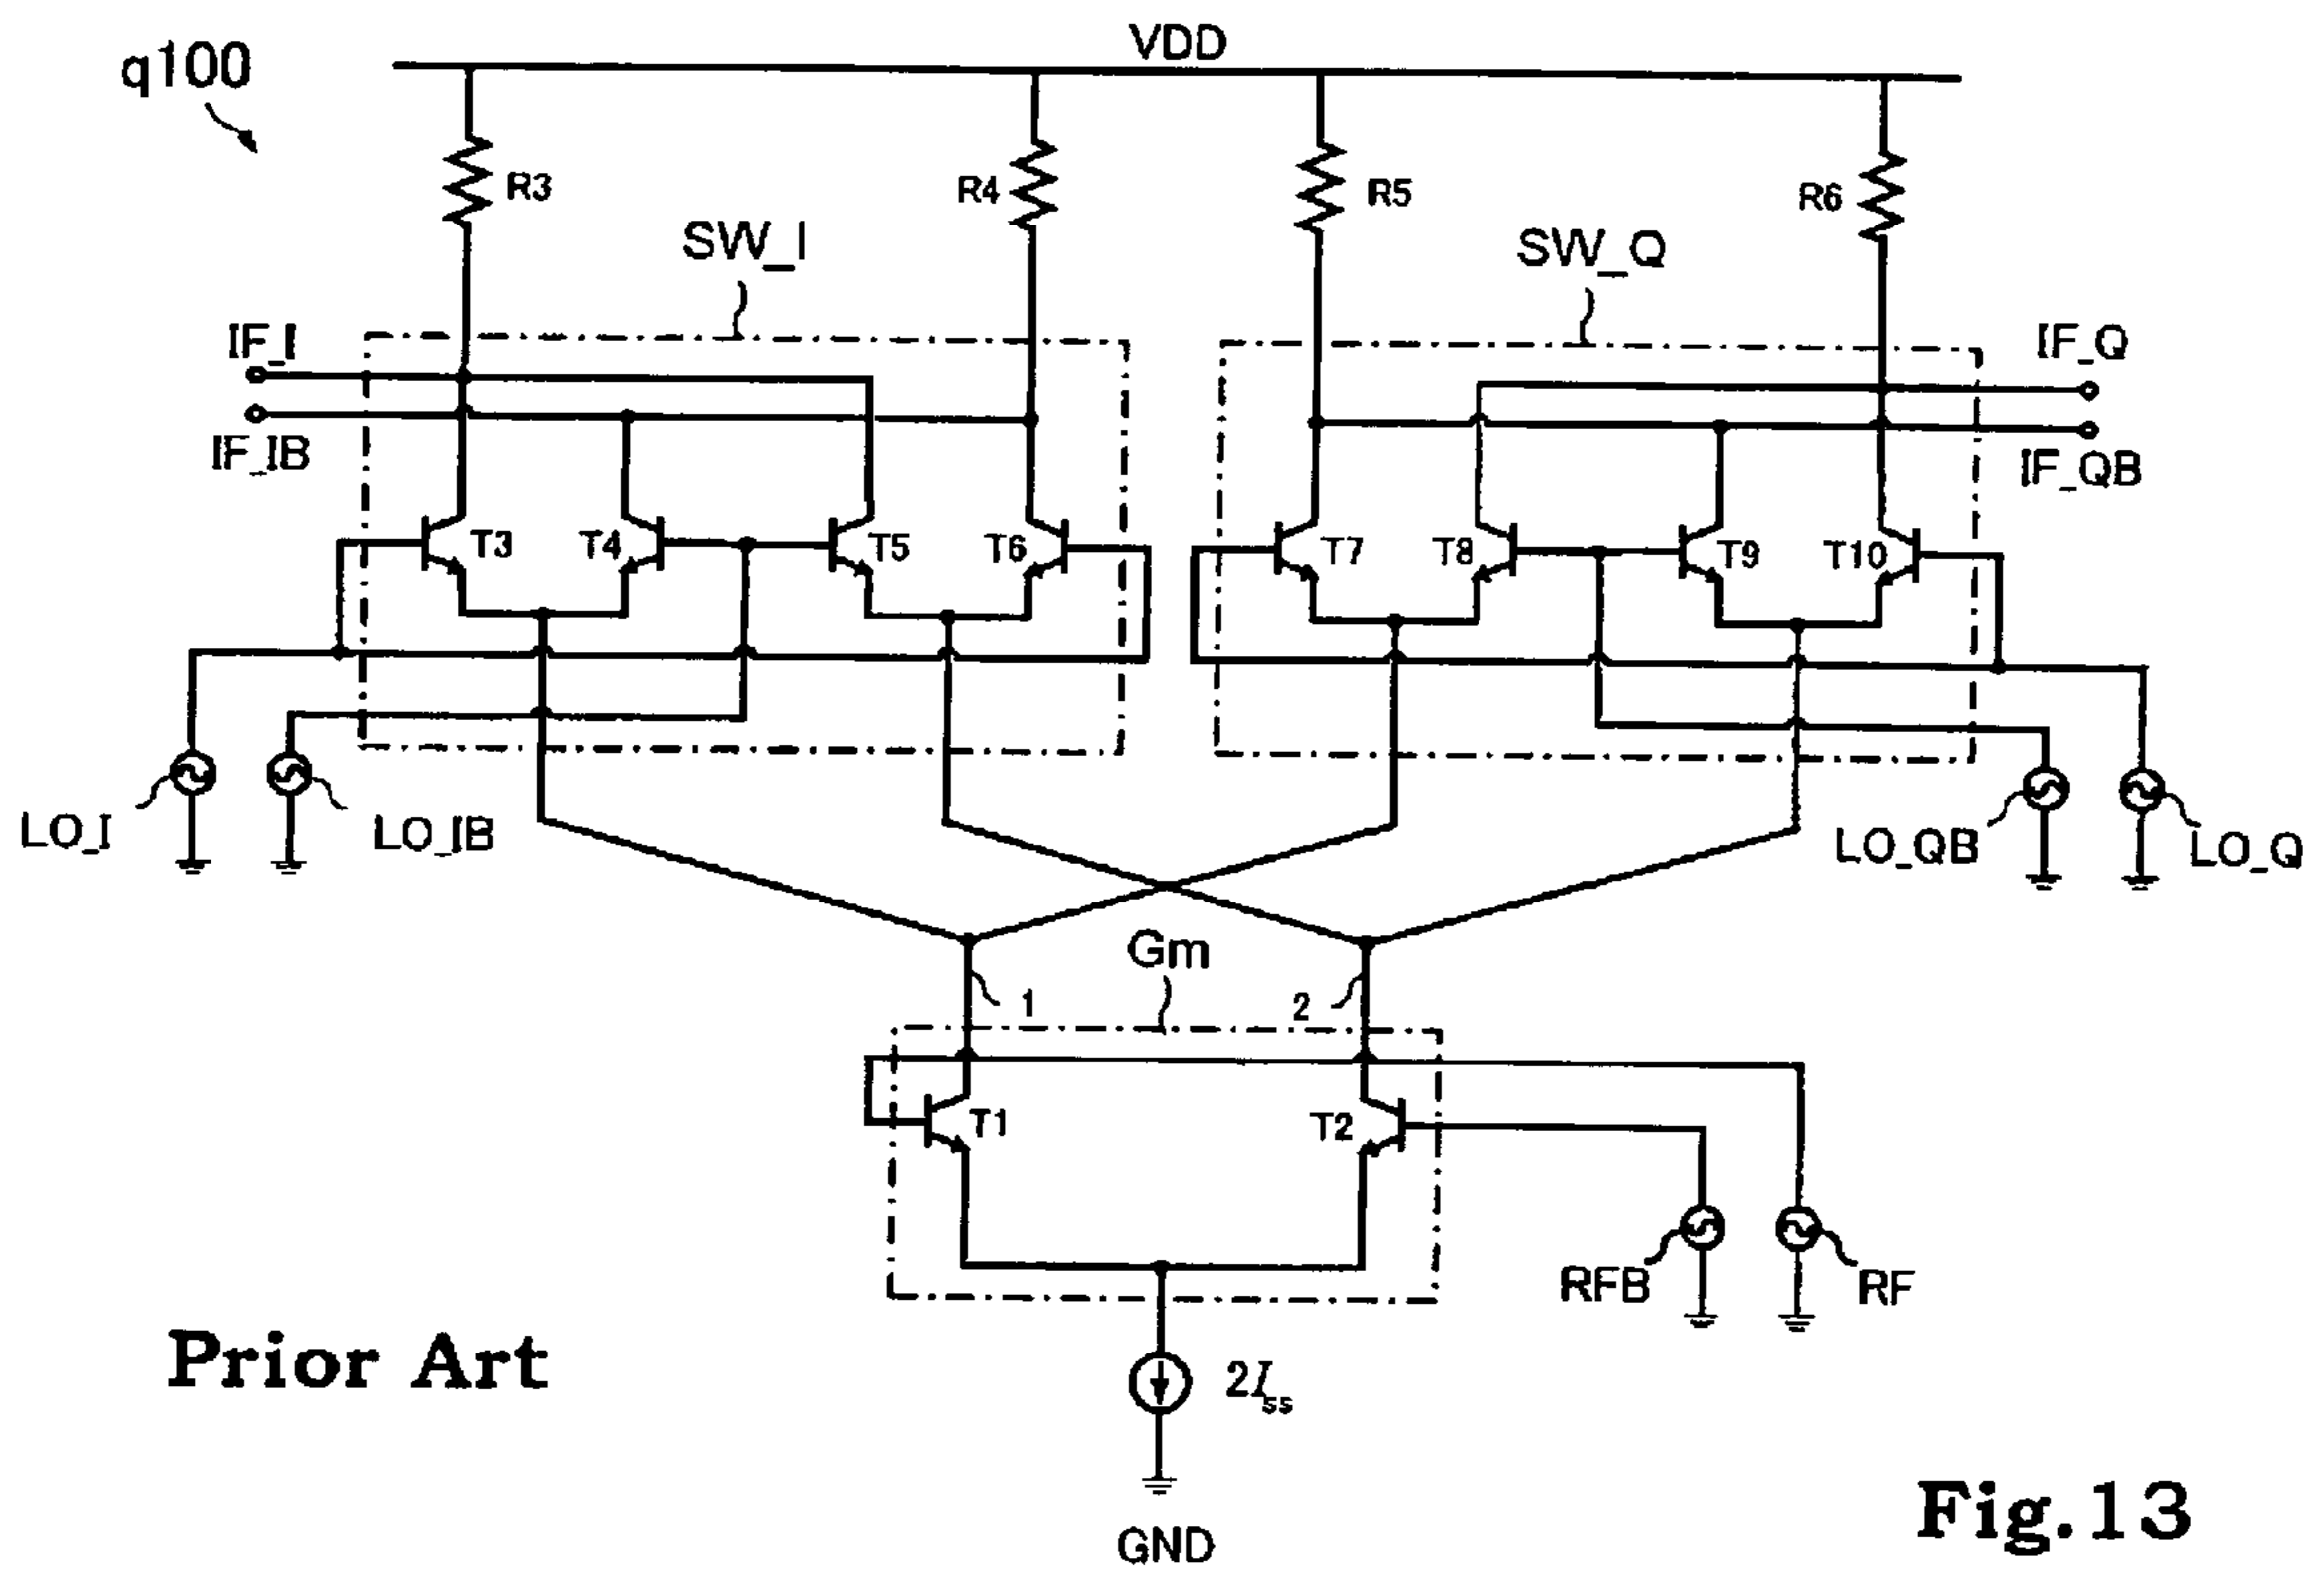 VDD
q100
R3
R4
R5
R6
SW_I
SW_Q
IF_I
IF_Q
IF_IB
IF_QB
T3
T4
T5
T6
T7
T8
T9
T10
LO_I
LO_IB
LO_QB
LO_Q
Gm
1
2
T1
T2
RFB
RF
Prior Art
2Iss
GND
Fig.13